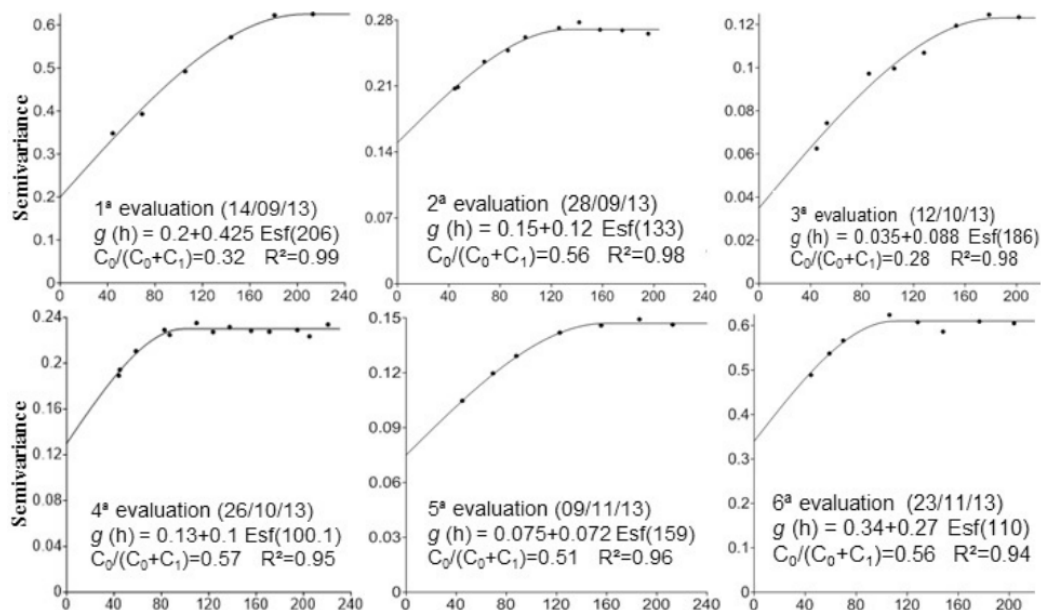 Semivariance
0.6
0.5
0.4
0.3
0.2
0.1
0
1ª evaluation (14/09/13)
g (h) = 0.2+0.425 Esf(206)
C₀/(C₀+C₁)=0.32 R²=0.99
0 40 80 120 160 200 240
0.28
0.21
0.14
0.07
0
2ª evaluation (28/09/13)
g (h) = 0.15+0.12 Esf(133)
C₀/(C₀+C₁)=0.56 R²=0.98
0 40 80 120 160 200 240
0.12
0.10
0.08
0.06
0.04
0.02
0
3ª evaluation (12/10/13)
g (h) = 0.035+0.088 Esf(186)
C₀/(C₀+C₁)=0.28 R²=0.98
0 40 80 120 160 200
Semivariance
0.24
0.2
0.16
0.12
0.08
0.04
0
4ª evaluation (26/10/13)
g (h) = 0.13+0.1 Esf(100.1)
C₀/(C₀+C₁)=0.57 R²=0.95
0 40 80 120 160 200 240
0.15
0.12
0.09
0.06
0.03
0
5ª evaluation (09/11/13)
g (h) = 0.075+0.072 Esf(159)
C₀/(C₀+C₁)=0.51 R²=0.96
0 40 80 120 160 200 240
0.6
0.5
0.4
0.3
0.2
0.1
0
6ª evaluation (23/11/13)
g (h) = 0.34+0.27 Esf(110)
C₀/(C₀+C₁)=0.56 R²=0.94
0 40 80 120 160 200